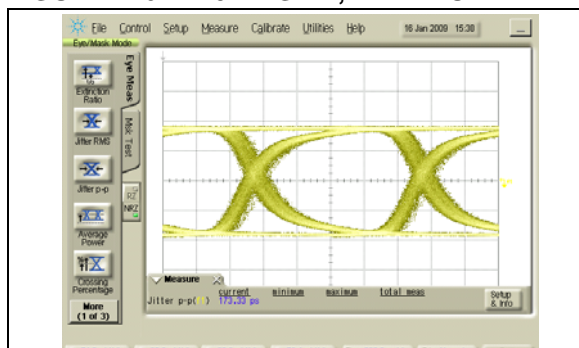 File Control Setup Measure Calibrate Utilities Help 16 Jan 2009 15:30
Eye/Mask Mode
Eye Meas
Mask Test
Extinction
Ratio
Jitter RMS
Jitter p-p
RZ
NRZ
Average
Power
Crossing
Percentage
More
(1 of 3)
Measure
current minimum maximum total meas
Jitter p-p( ) 173.33 ps
Setup
& Info